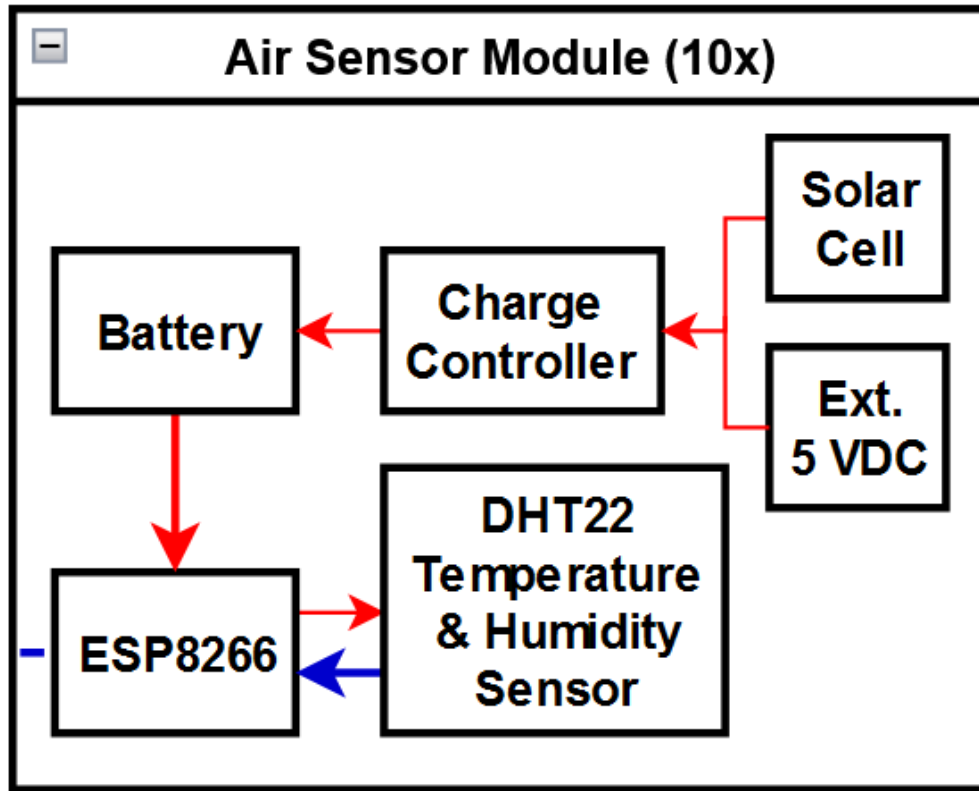 Air Sensor Module (10x)
Solar
Cell
Battery
Charge
Controller
Ext.
5 VDC
ESP8266
DHT22
Temperature
& Humidity
Sensor